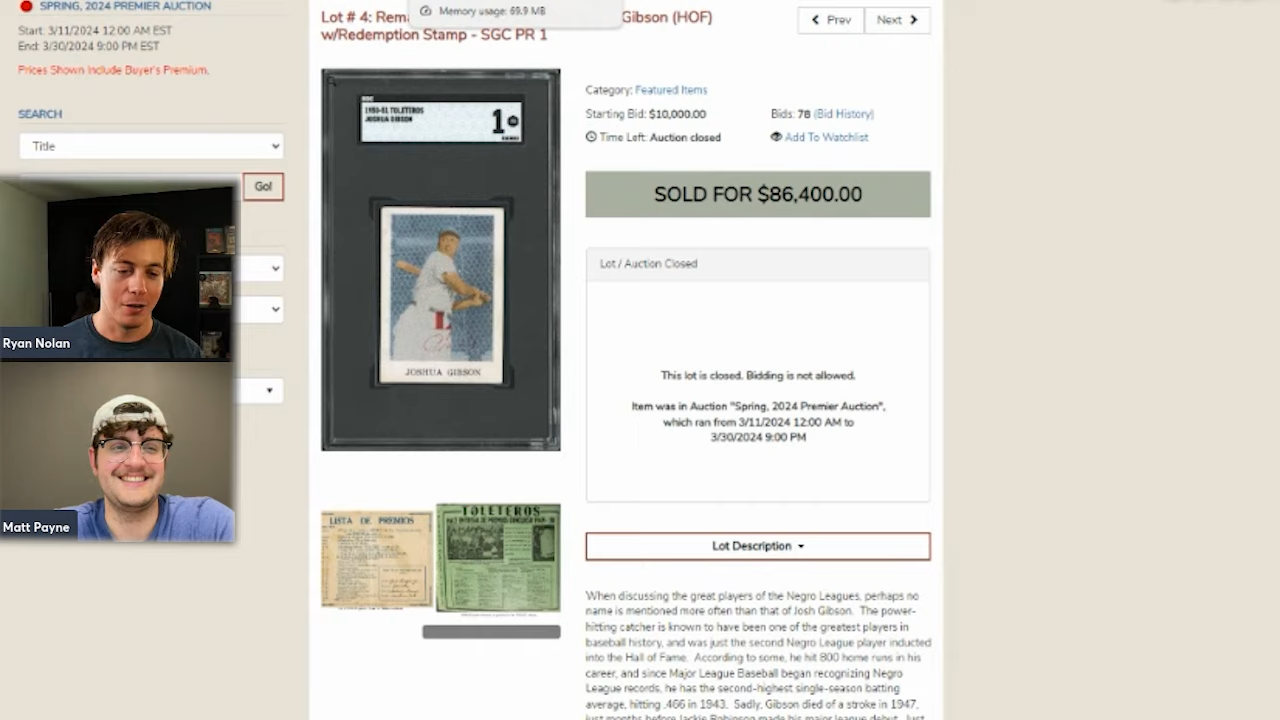 SPRING, 2024 PREMIER AUCTION
Start: 3/11/2024 12:00 AM EST
End: 3/30/2024 9:00 PM EST
Prices Shown Include Buyer's Premium.
SEARCH
Title
Go!
Ryan Nolan
Matt Payne
Memory usage: 69.9 MB
Lot # 4: Gibson (HOF)
w/Redemption Stamp - SGC PR 1
Prev
Next
1950-51 TOLETEROS
JOSHUA GIBSON
1
JOSHUA GIBSON
LISTA DE PREMIOS
TOLETEROS
Category: Featured Items
Starting Bid: $10,000.00
Bids: 78 (Bid History)
Time Left: Auction closed
Add To Watchlist
SOLD FOR $86,400.00
Lot / Auction Closed
This lot is closed. Bidding is not allowed.
Item was in Auction "Spring, 2024 Premier Auction",
which ran from 3/11/2024 12:00 AM to
3/30/2024 9:00 PM
Lot Description
When discussing the great players of the Negro Leagues, perhaps no
name is mentioned more often than that of Josh Gibson. The power-
hitting catcher is known to have been one of the greatest players in
baseball history, and was just the second Negro League player inducted
into the Hall of Fame. According to some, he hit 800 home runs in his
career, and since Major League Baseball began recognizing Negro
League records, he has the second-highest single-season batting
average, hitting .466 in 1943. Sadly, Gibson died of a stroke in 1947,
just months before Jackie Robinson made his major league debut. Just